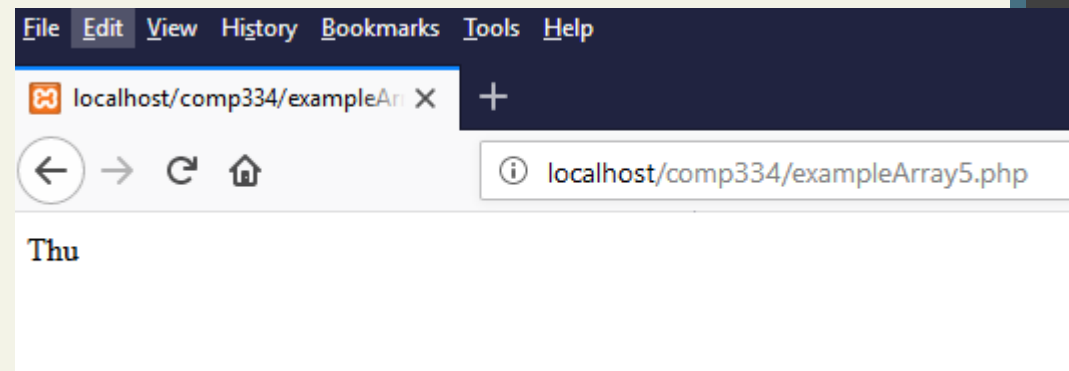 File Edit View History Bookmarks Tools Help
localhost/comp334/exampleAr
localhost/comp334/exampleArray5.php
Thu